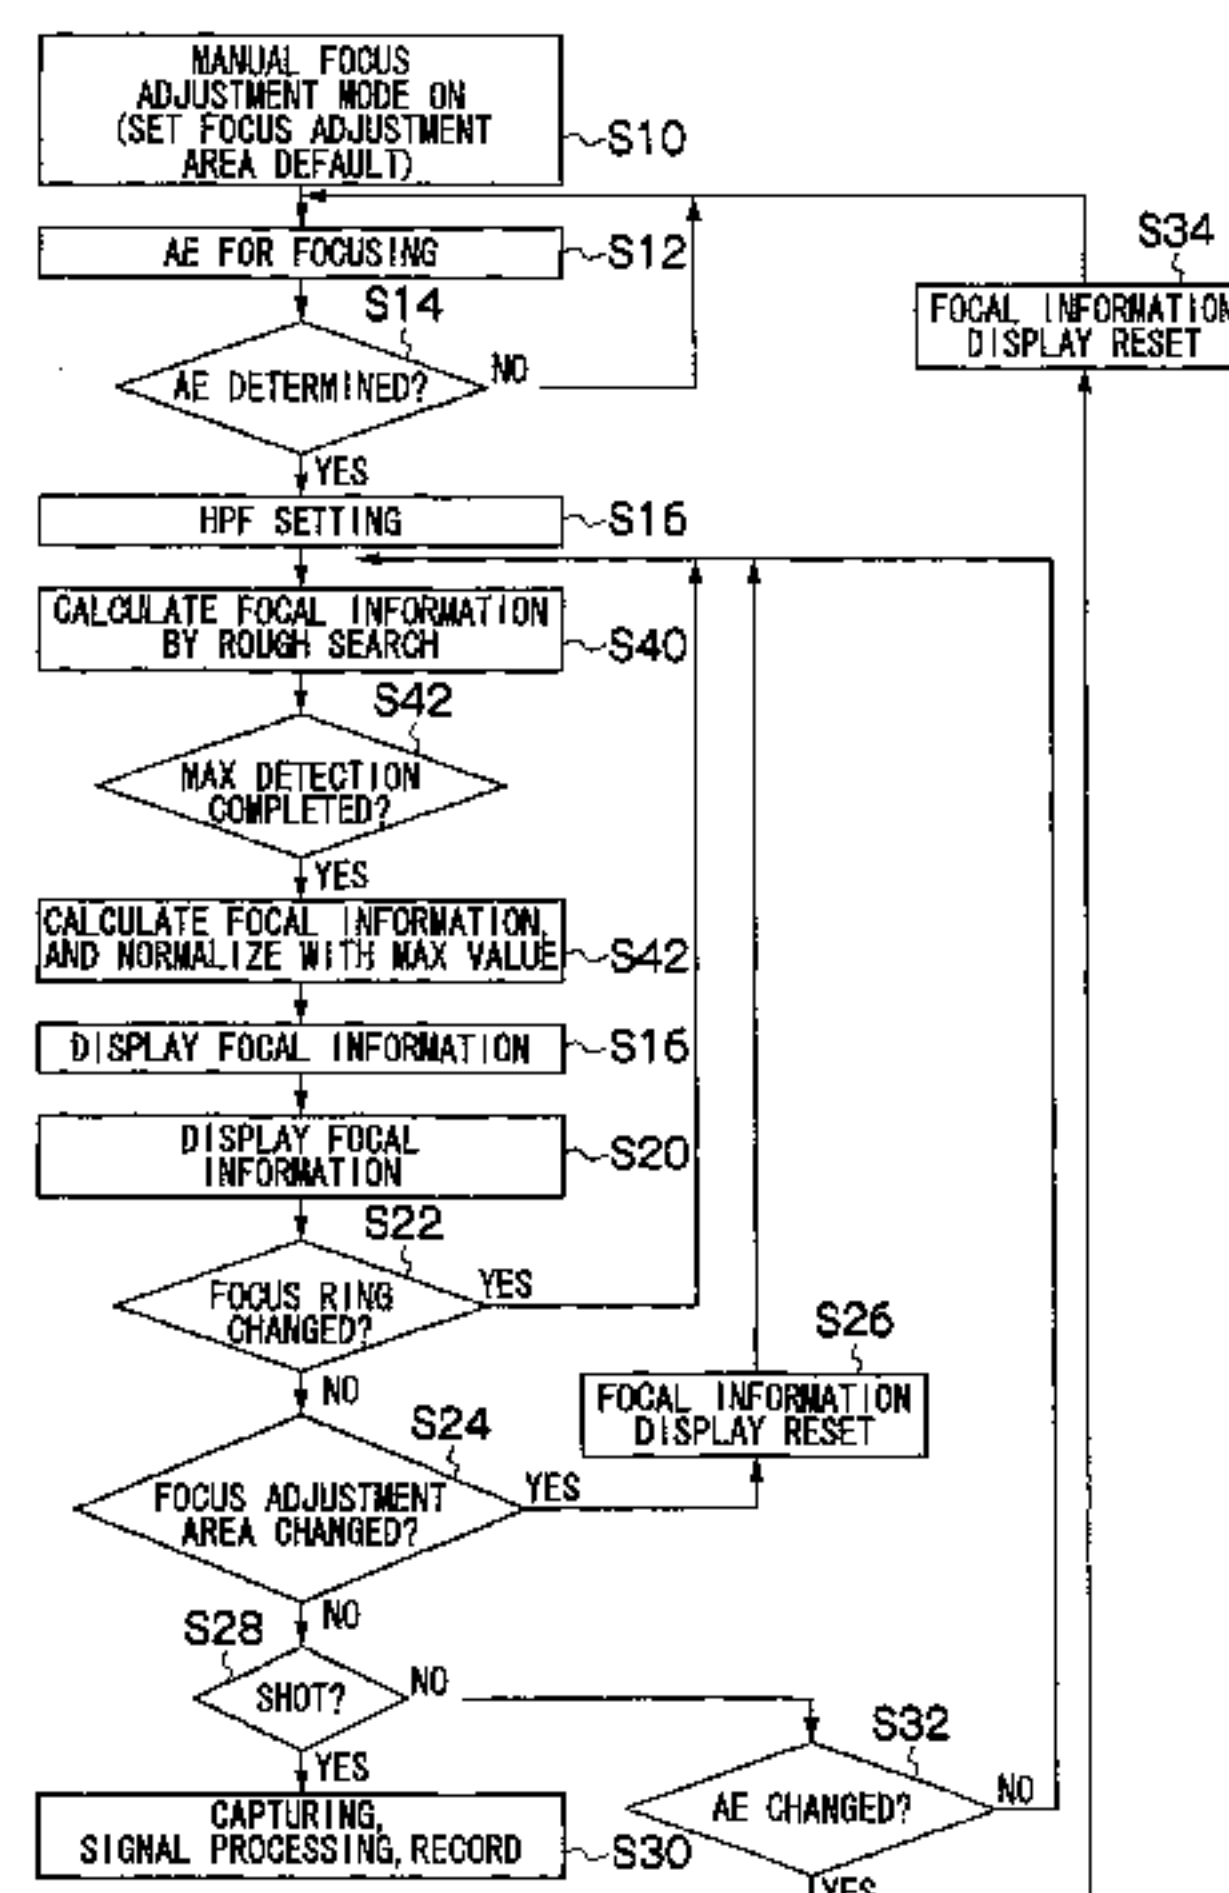 MANUAL FOCUS
ADJUSTMENT MODE ON
(SET FOCUS ADJUSTMENT
AREA DEFAULT)
S10
AE FOR FOCUSING
S12
S34
FOCAL INFORMATION
DISPLAY RESET
S14
AE DETERMINED?
NO
YES
HPF SETTING
S16
CALCULATE FOCAL INFORMATION
BY ROUGH SEARCH
S40
S42
MAX DETECTION
COMPLETED?
YES
CALCULATE FOCAL INFORMATION,
AND NORMALIZE WITH MAX VALUE
S42
DISPLAY FOCAL INFORMATION
S16
DISPLAY FOCAL
INFORMATION
S20
S22
FOCUS RING
CHANGED?
YES
NO
S26
FOCAL INFORMATION
DISPLAY RESET
S24
FOCUS ADJUSTMENT
AREA CHANGED?
YES
NO
S28
SHOT?
NO
YES
S32
AE CHANGED?
NO
YES
CAPTURING,
SIGNAL PROCESSING, RECORD
S30